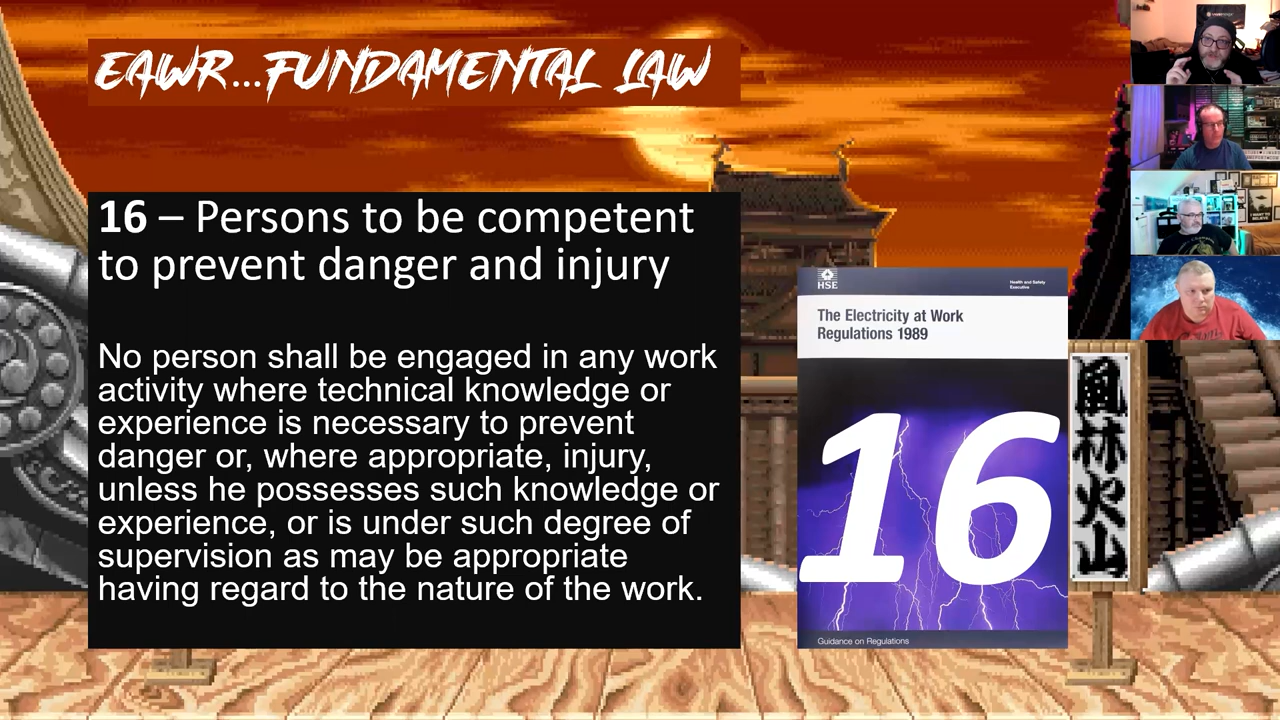 EAWR...FUNDAMENTAL LAW
16 – Persons to be competent
to prevent danger and injury
No person shall be engaged in any work
activity where technical knowledge or
experience is necessary to prevent
danger or, where appropriate, injury,
unless he possesses such knowledge or
experience, or is under such degree of
supervision as may be appropriate
having regard to the nature of the work.
HSE
Health and Safety
Executive
The Electricity at Work
Regulations 1989
16
Guidance on Regulations
風林火山
I WANT TO
BELIEVE